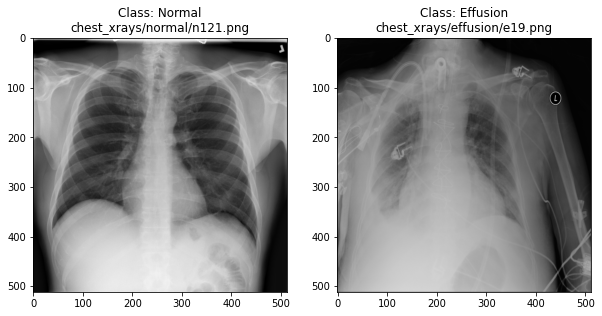 Class: Normal
chest_xrays/normal/n121.png
Class: Effusion
chest_xrays/effusion/e19.png
0
100
200
300
400
500
0 100 200 300 400 500
0
100
200
300
400
500
0 100 200 300 400 500
L